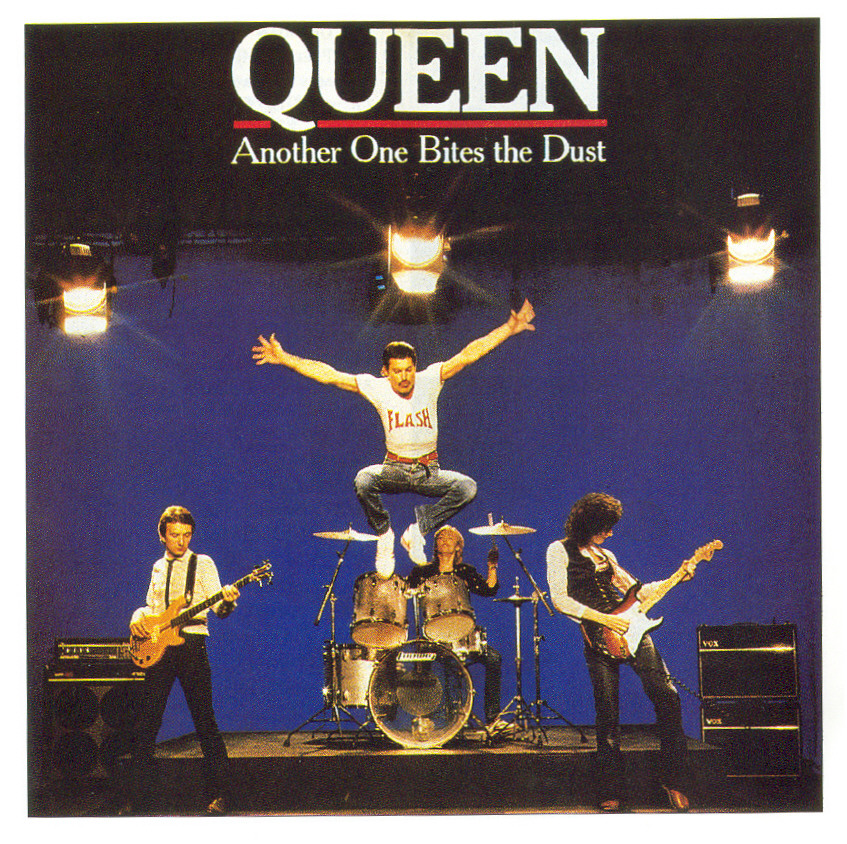 QUEEN
Another One Bites the Dust
FLASH
VOX
VOX